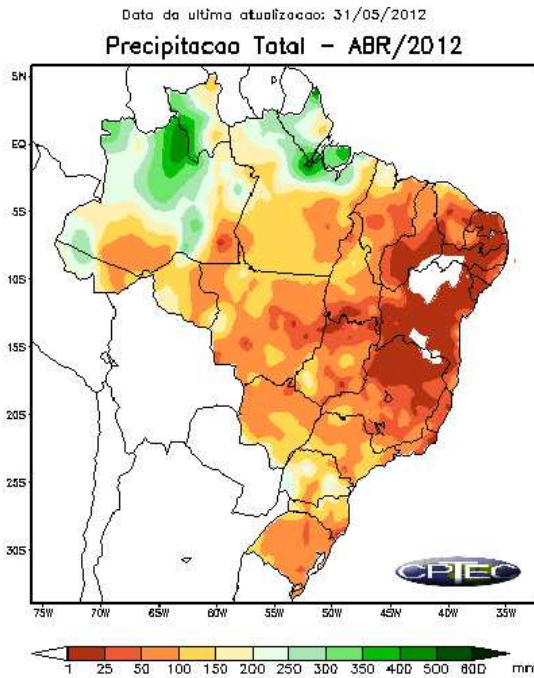 Data da ultima atualizacao: 31/05/2012
Precipitacao Total – ABR/2012
5N
EQ
5S
10S
15S
20S
25S
30S
75W 70W 65W 60W 55W 50W 45W 40W 35W
CPTEC
1 25 50 100 150 200 250 300 350 400 500 600 mm